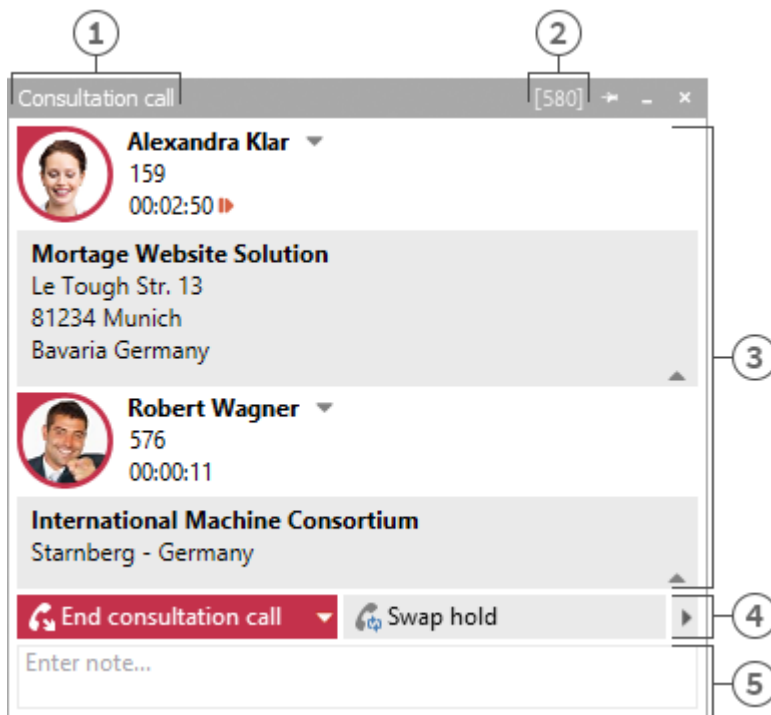 1 2
Consultation call [580]
Alexandra Klar
159
00:02:50
Mortage Website Solution
Le Tough Str. 13
81234 Munich
Bavaria Germany
3
Robert Wagner
576
00:00:11
International Machine Consortium
Starnberg - Germany
End consultation call Swap hold 4
Enter note...
5